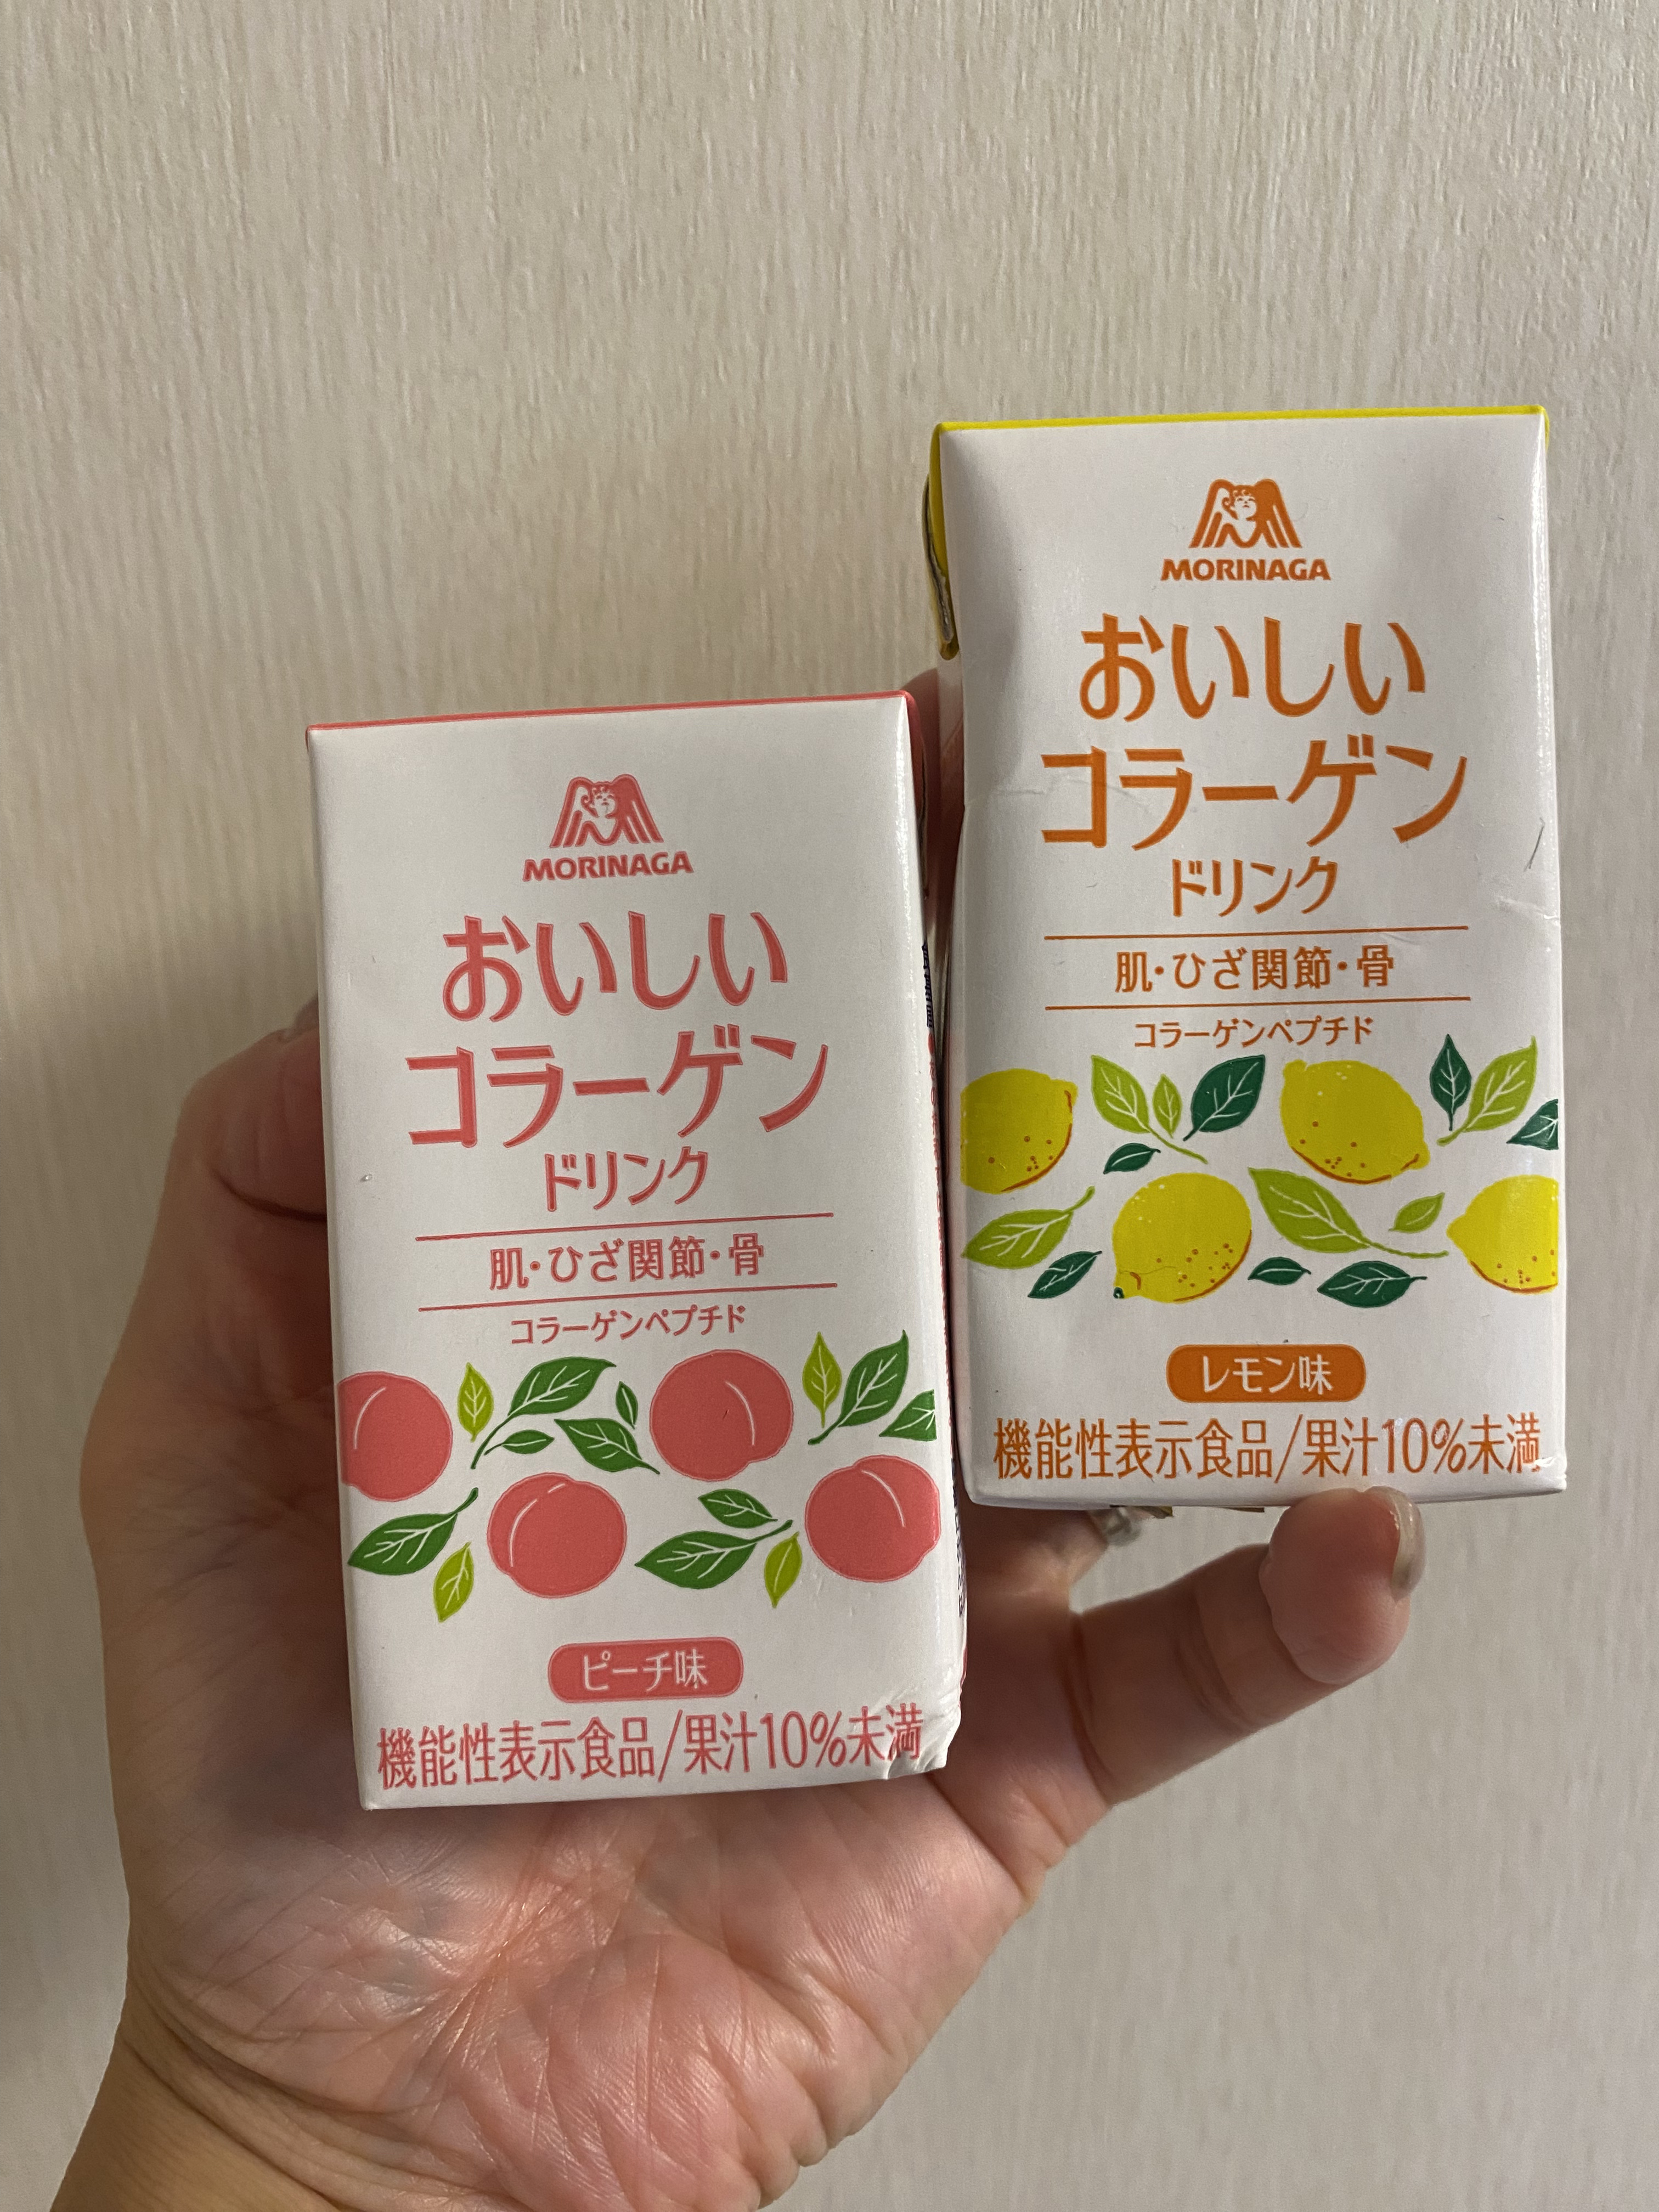 MORINAGA
おいしい
コラーゲン
ドリンク
肌・ひざ関節・骨
コラーゲンペプチド
ピーチ味
機能性表示食品/果汁10%未満
MORINAGA
おいしい
コラーゲン
ドリンク
肌・ひざ関節・骨
コラーゲンペプチド
レモン味
機能性表示食品/果汁10%未満